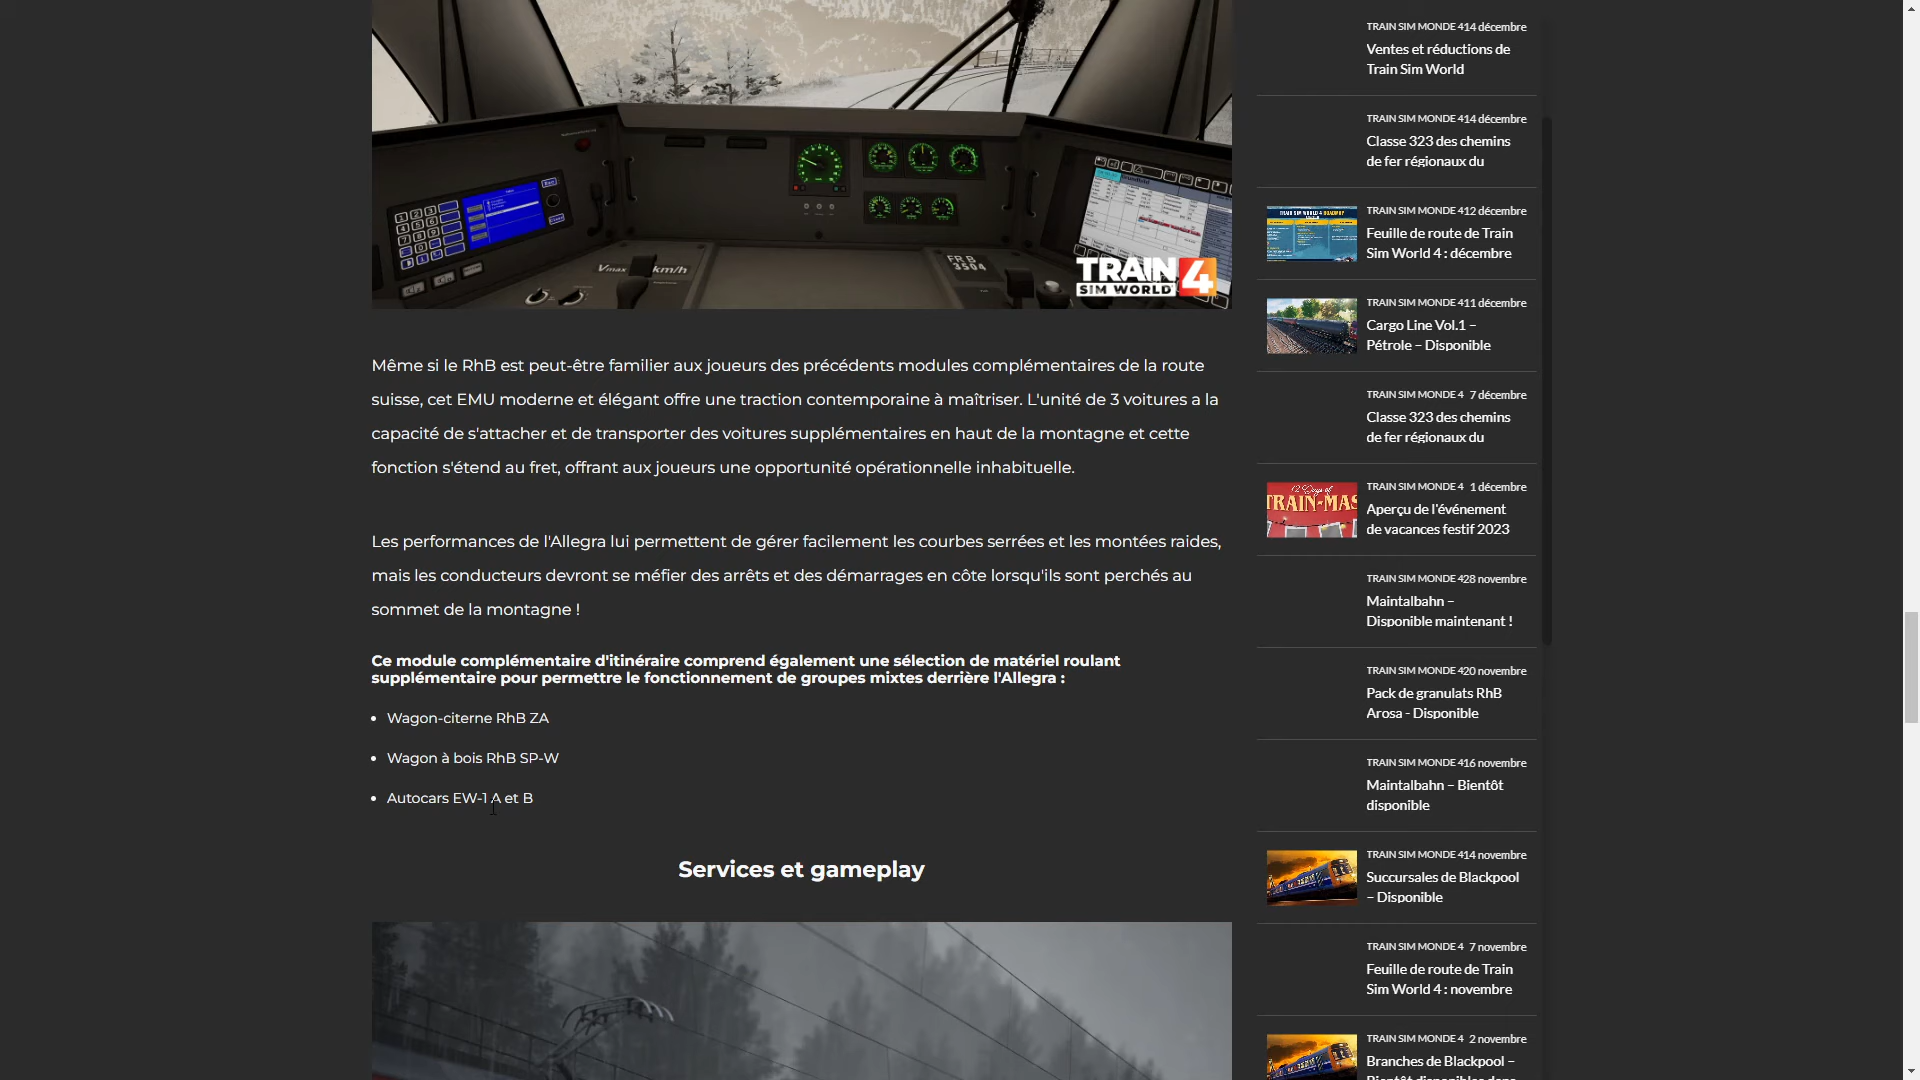 Vmax km/h
FR B
3504
TRAIN
SIM WORLD
4
Même si le RhB est peut-être familier aux joueurs des précédents modules complémentaires de la route
suisse, cet EMU moderne et élégant offre une traction contemporaine à maîtriser. L'unité de 3 voitures a la
capacité de s'attacher et de transporter des voitures supplémentaires en haut de la montagne et cette
fonction s'étend au fret, offrant aux joueurs une opportunité opérationnelle inhabituelle.
Les performances de l'Allegra lui permettent de gérer facilement les courbes serrées et les montées raides,
mais les conducteurs devront se méfier des arrêts et des démarrages en côte lorsqu'ils sont perchés au
sommet de la montagne !
Ce module complémentaire d'itinéraire comprend également une sélection de matériel roulant
supplémentaire pour permettre le fonctionnement de groupes mixtes derrière l'Allegra :
Wagon-citerne RhB ZA
Wagon à bois RhB SP-W
Autocars EW-1 A et B
Services et gameplay
TRAIN SIM MONDE 4 14 décembre
Ventes et réductions de
Train Sim World
TRAIN SIM MONDE 4 14 décembre
Classe 323 des chemins
de fer régionaux du
TRAIN SIM MONDE 4 12 décembre
TRAIN SIM WORLD 4 ROADMAP
Feuille de route de Train
Sim World 4 : décembre
TRAIN SIM MONDE 4 11 décembre
Cargo Line Vol.1 –
Pétrole – Disponible
TRAIN SIM MONDE 4 7 décembre
Classe 323 des chemins
de fer régionaux du
TRAIN SIM MONDE 4 1 décembre
12 Days of
TRAIN-MAS
Aperçu de l'événement
de vacances festif 2023
TRAIN SIM MONDE 4 28 novembre
Maintalbahn –
Disponible maintenant !
TRAIN SIM MONDE 4 20 novembre
Pack de granulats RhB
Arosa - Disponible
TRAIN SIM MONDE 4 16 novembre
Maintalbahn – Bientôt
disponible
TRAIN SIM MONDE 4 14 novembre
Succursales de Blackpool
– Disponible
TRAIN SIM MONDE 4 7 novembre
Feuille de route de Train
Sim World 4 : novembre
TRAIN SIM MONDE 4 2 novembre
Branches de Blackpool –